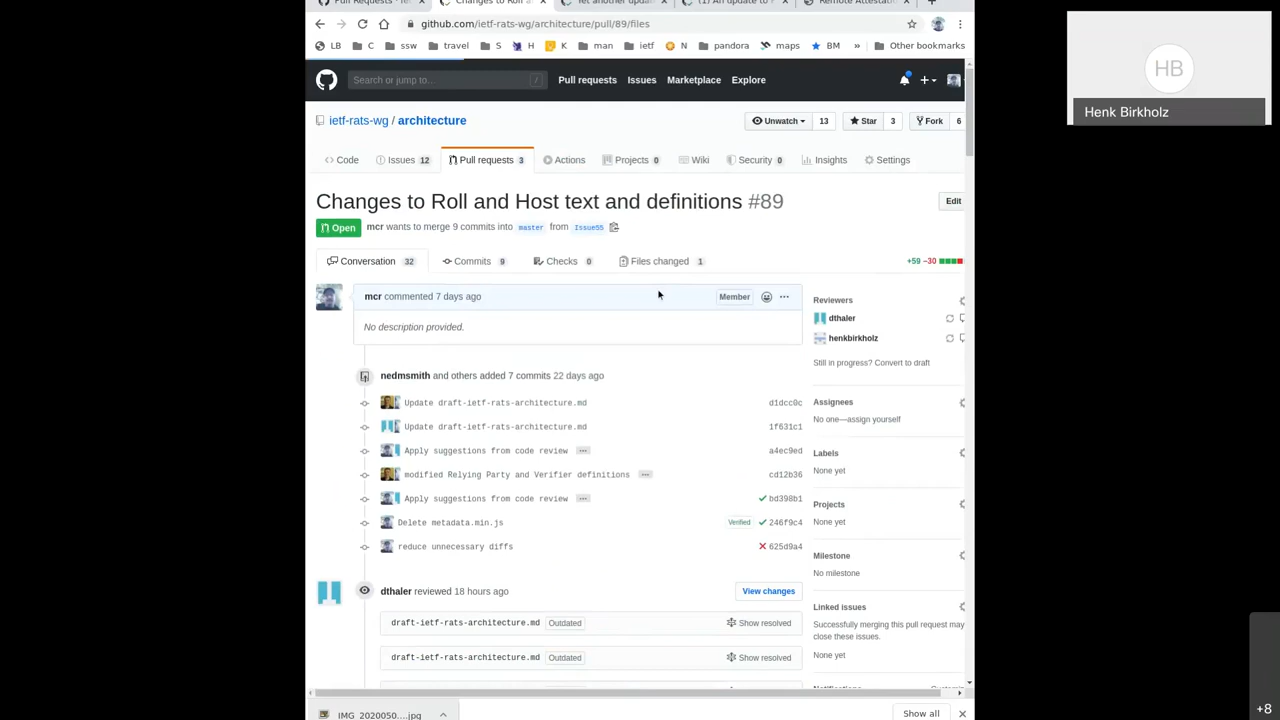 Pull Requests · iet
Changes to Roll a
Yet another updat
(1) An update to
Remote Attestat
github.com/ietf-rats-wg/architecture/pull/89/files
LB C ssw travel S H K man ietf N pandora maps BM » Other bookmarks
Search or jump to... / Pull requests Issues Marketplace Explore
ietf-rats-wg / architecture Unwatch 13 Star 3 Fork 6
Code Issues 12 Pull requests 3 Actions Projects 0 Wiki Security 0 Insights Settings
Changes to Roll and Host text and definitions #89 Edit
Open mcr wants to merge 9 commits into master from Issue55
Conversation 32 Commits 9 Checks 0 Files changed 1 +59 −30
mcr commented 7 days ago Member ...
No description provided.
nedmsmith and others added 7 commits 22 days ago
Update draft-ietf-rats-architecture.md d1dcc0c
Update draft-ietf-rats-architecture.md 1f631c1
Apply suggestions from code review ... a4ec9ed
modified Relying Party and Verifier definitions ... cd12b36
Apply suggestions from code review ... bd398b1
Delete metadata.min.js Verified 246f9c4
reduce unnecessary diffs 625d9a4
dthaler reviewed 18 hours ago View changes
draft-ietf-rats-architecture.md Outdated Show resolved
draft-ietf-rats-architecture.md Outdated Show resolved
Reviewers
dthaler
henkbirkholz
Still in progress? Convert to draft
Assignees
No one—assign yourself
Labels
None yet
Projects
None yet
Milestone
No milestone
Linked issues
Successfully merging this pull request may
close these issues.
None yet
IMG_2020050....jpg Show all
HB
Henk Birkholz
+8